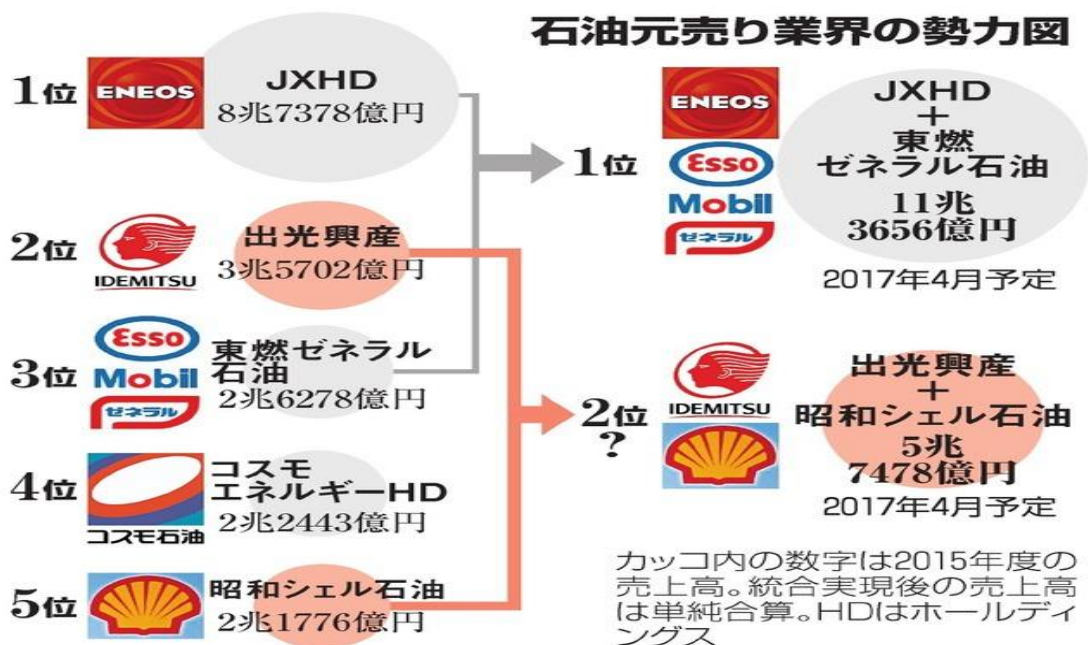 石油元売り業界の勢力図
1位
ENEOS
JXHD
8兆7378億円
2位
IDEMITSU
出光興産
3兆5702億円
3位
Esso
Mobil
ゼネラル
東燃ゼネラル
石油
2兆6278億円
4位
コスモ石油
コスモ
エネルギーHD
2兆2443億円
5位
昭和シェル石油
2兆1776億円
1位
ENEOS
Esso
Mobil
ゼネラル
JXHD
+
東燃
ゼネラル石油
11兆
3656億円
2017年4月予定
2位
?
IDEMITSU
出光興産
+
昭和シェル石油
5兆
7478億円
2017年4月予定
カッコ内の数字は2015年度の
売上高。統合実現後の売上高
は単純合算。HDはホールディ
ングス